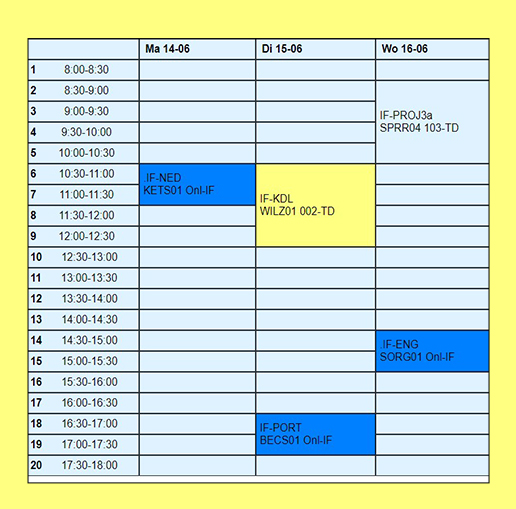 Ma 14-06 Di 15-06 Wo 16-06
1 8:00-8:30
2 8:30-9:00
3 9:00-9:30
IF-PROJ3a
SPRR04 103-TD
4 9:30-10:00
5 10:00-10:30
6 10:30-11:00
.IF-NED
KETS01 Onl-IF
7 11:00-11:30
IF-KDL
WILZ01 002-TD
8 11:30-12:00
9 12:00-12:30
10 12:30-13:00
11 13:00-13:30
12 13:30-14:00
13 14:00-14:30
14 14:30-15:00
.IF-ENG
SORG01 Onl-IF
15 15:00-15:30
16 15:30-16:00
17 16:00-16:30
18 16:30-17:00
IF-PORT
BECS01 Onl-IF
19 17:00-17:30
20 17:30-18:00